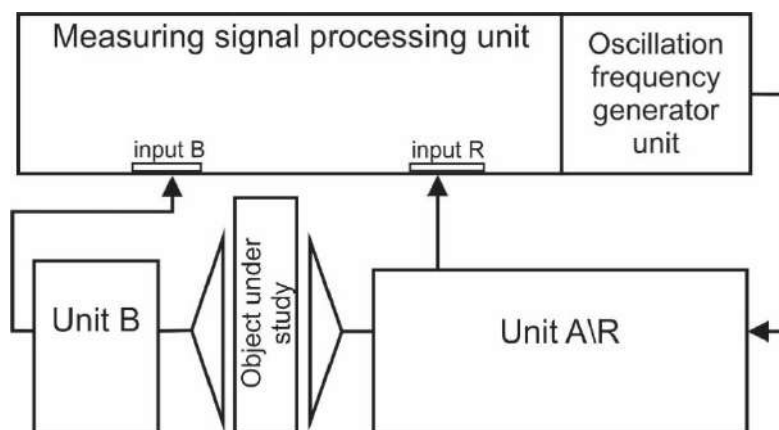 Measuring signal processing unit
Oscillation
frequency
generator
unit
input B
input R
Unit B
Object under
study
Unit A\R